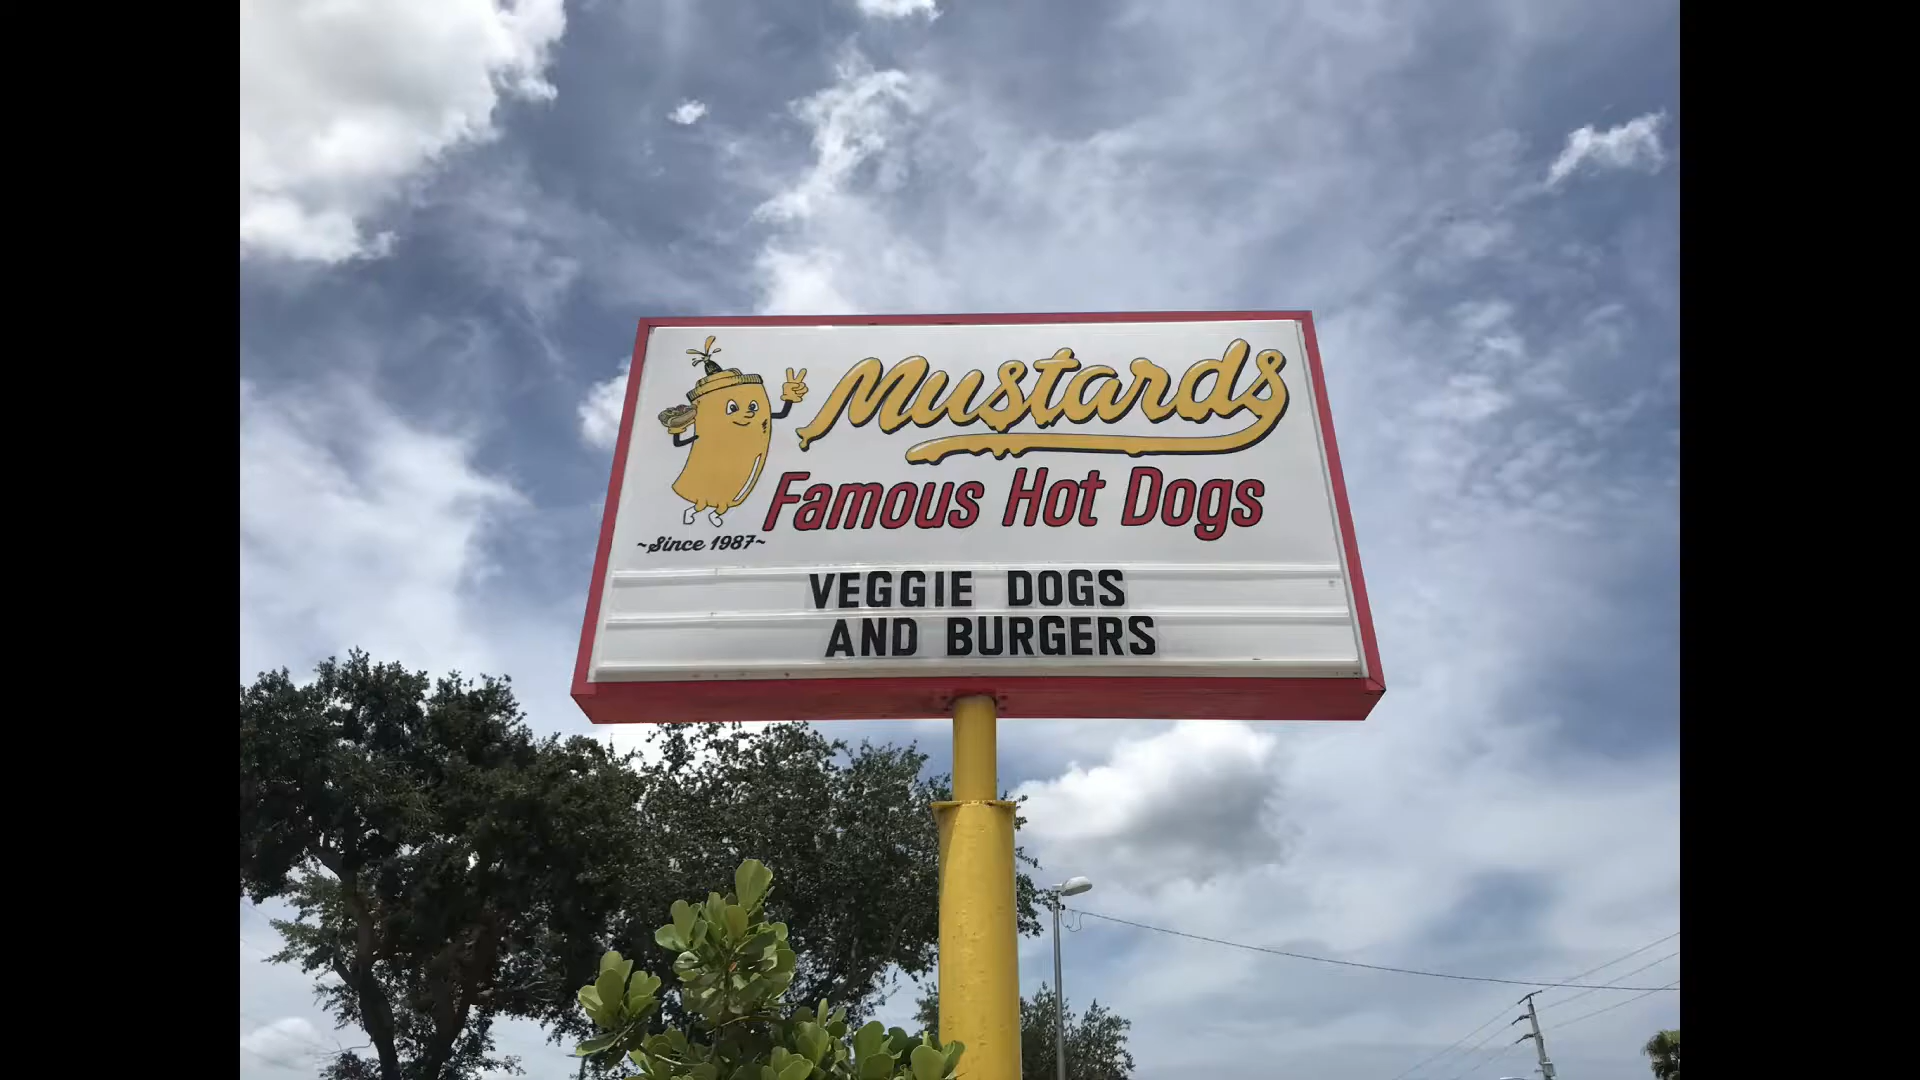 Mustards
Famous Hot Dogs
~Since 1987~
VEGGIE DOGS
AND BURGERS